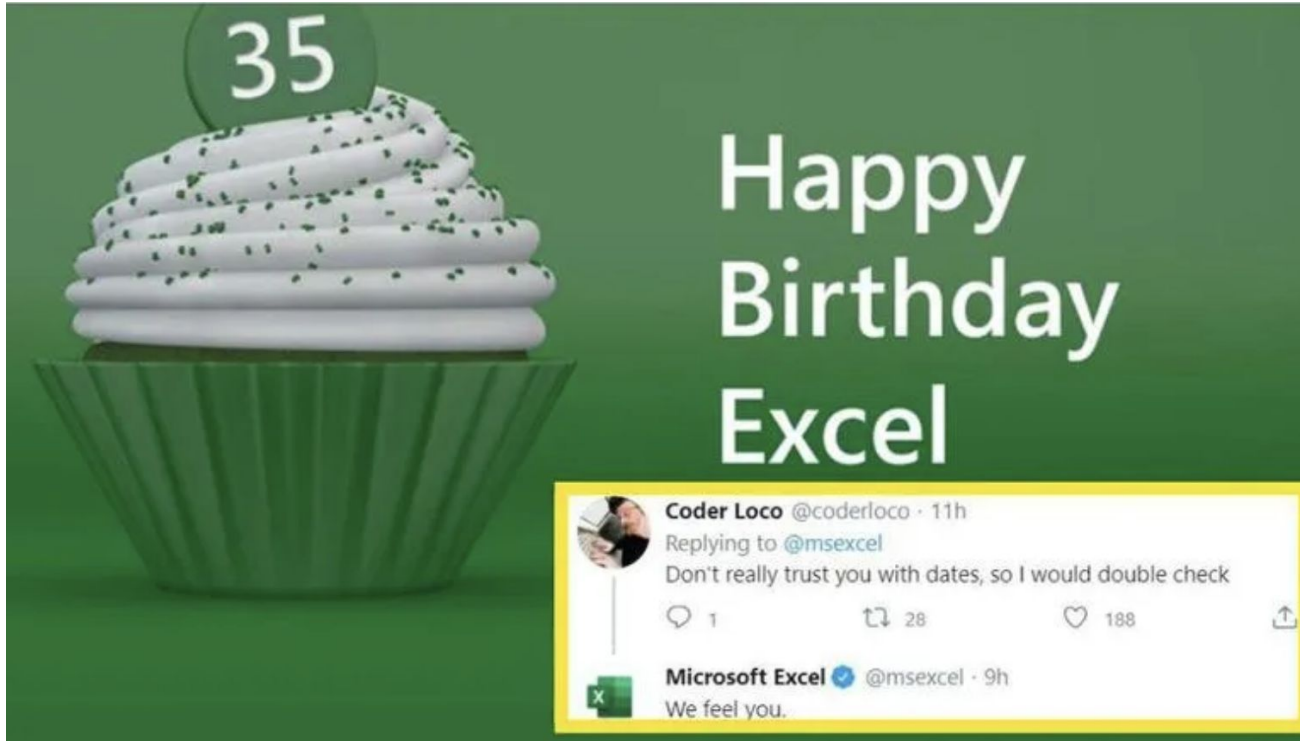 35
Happy
Birthday
Excel
Coder Loco @coderloco · 11h
Replying to @msexcel
Don't really trust you with dates, so I would double check
1 28 188
Microsoft Excel @msexcel · 9h
X
We feel you.